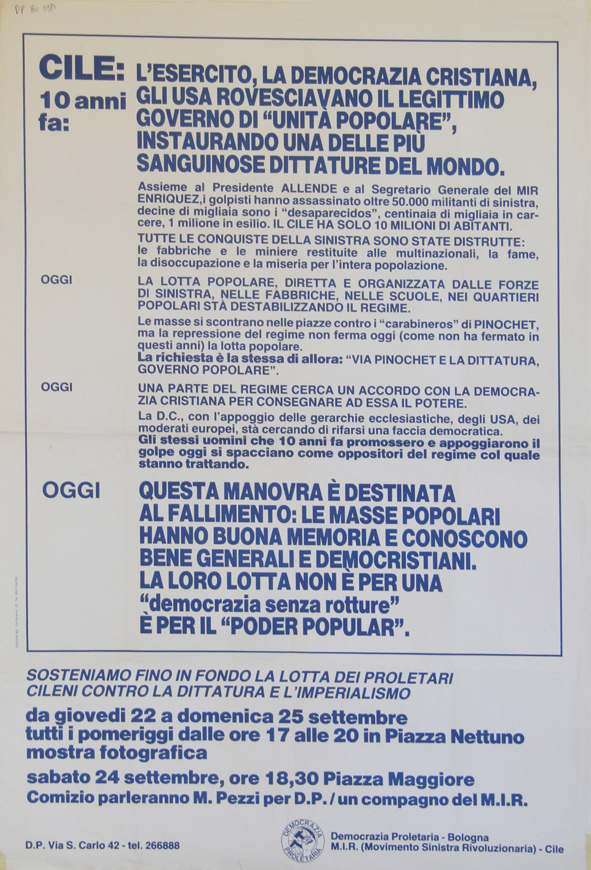 CILE:
10 anni
fa:
L'ESERCITO, LA DEMOCRAZIA CRISTIANA,
GLI USA ROVESCIAVANO IL LEGITTIMO
GOVERNO DI "UNITÀ POPOLARE",
INSTAURANDO UNA DELLE PIÙ
SANGUINOSE DITTATURE DEL MONDO.
Assieme al Presidente ALLENDE e al Segretario Generale del MIR
ENRIQUEZ,i golpisti hanno assassinato oltre 50.000 militanti di sinistra,
decine di migliaia sono i "desaparecidos", centinaia di migliaia in car-
cere, 1 milione in esilio. IL CILE HA SOLO 10 MILIONI DI ABITANTI.
TUTTE LE CONQUISTE DELLA SINISTRA SONO STATE DISTRUTTE:
le fabbriche e le miniere restituite alle multinazionali, la fame,
la disoccupazione e la miseria per l'intera popolazione.
OGGI
LA LOTTA POPOLARE, DIRETTA E ORGANIZZATA DALLE FORZE
DI SINISTRA, NELLE FABBRICHE, NELLE SCUOLE, NEI QUARTIERI
POPOLARI STÀ DESTABILIZZANDO IL REGIME.
Le masse si scontrano nelle piazze contro i "carabineros" di PINOCHET,
ma la repressione del regime non ferma oggi (come non ha fermato in
questi anni) la lotta popolare.
La richiesta è la stessa di allora: "VIA PINOCHET E LA DITTATURA,
GOVERNO POPOLARE".
OGGI
UNA PARTE DEL REGIME CERCA UN ACCORDO CON LA DEMOCRA-
ZIA CRISTIANA PER CONSEGNARE AD ESSA IL POTERE.
La D.C., con l'appoggio delle gerarchie ecclesiastiche, degli USA, dei
moderati europei, stà cercando di rifarsi una faccia democratica.
Gli stessi uomini che 10 anni fa promossero e appoggiarono il
golpe oggi si spacciano come oppositori del regime col quale
stanno trattando.
OGGI
QUESTA MANOVRA È DESTINATA
AL FALLIMENTO: LE MASSE POPOLARI
HANNO BUONA MEMORIA E CONOSCONO
BENE GENERALI E DEMOCRISTIANI.
LA LORO LOTTA NON È PER UNA
"democrazia senza rotture"
È PER IL "PODER POPULAR".
SOSTENIAMO FINO IN FONDO LA LOTTA DEI PROLETARI
CILENI CONTRO LA DITTATURA E L'IMPERIALISMO
da giovedi 22 a domenica 25 settembre
tutti i pomeriggi dalle ore 17 alle 20 in Piazza Nettuno
mostra fotografica
sabato 24 settembre, ore 18,30 Piazza Maggiore
Comizio parleranno M. Pezzi per D.P. / un compagno del M.I.R.
D.P. Via S. Carlo 42 - tel. 266888
DEMOCRAZIA
PROLETARIA
Democrazia Proletaria - Bologna
M.I.R. (Movimento Sinistra Rivoluzionaria) - Cile